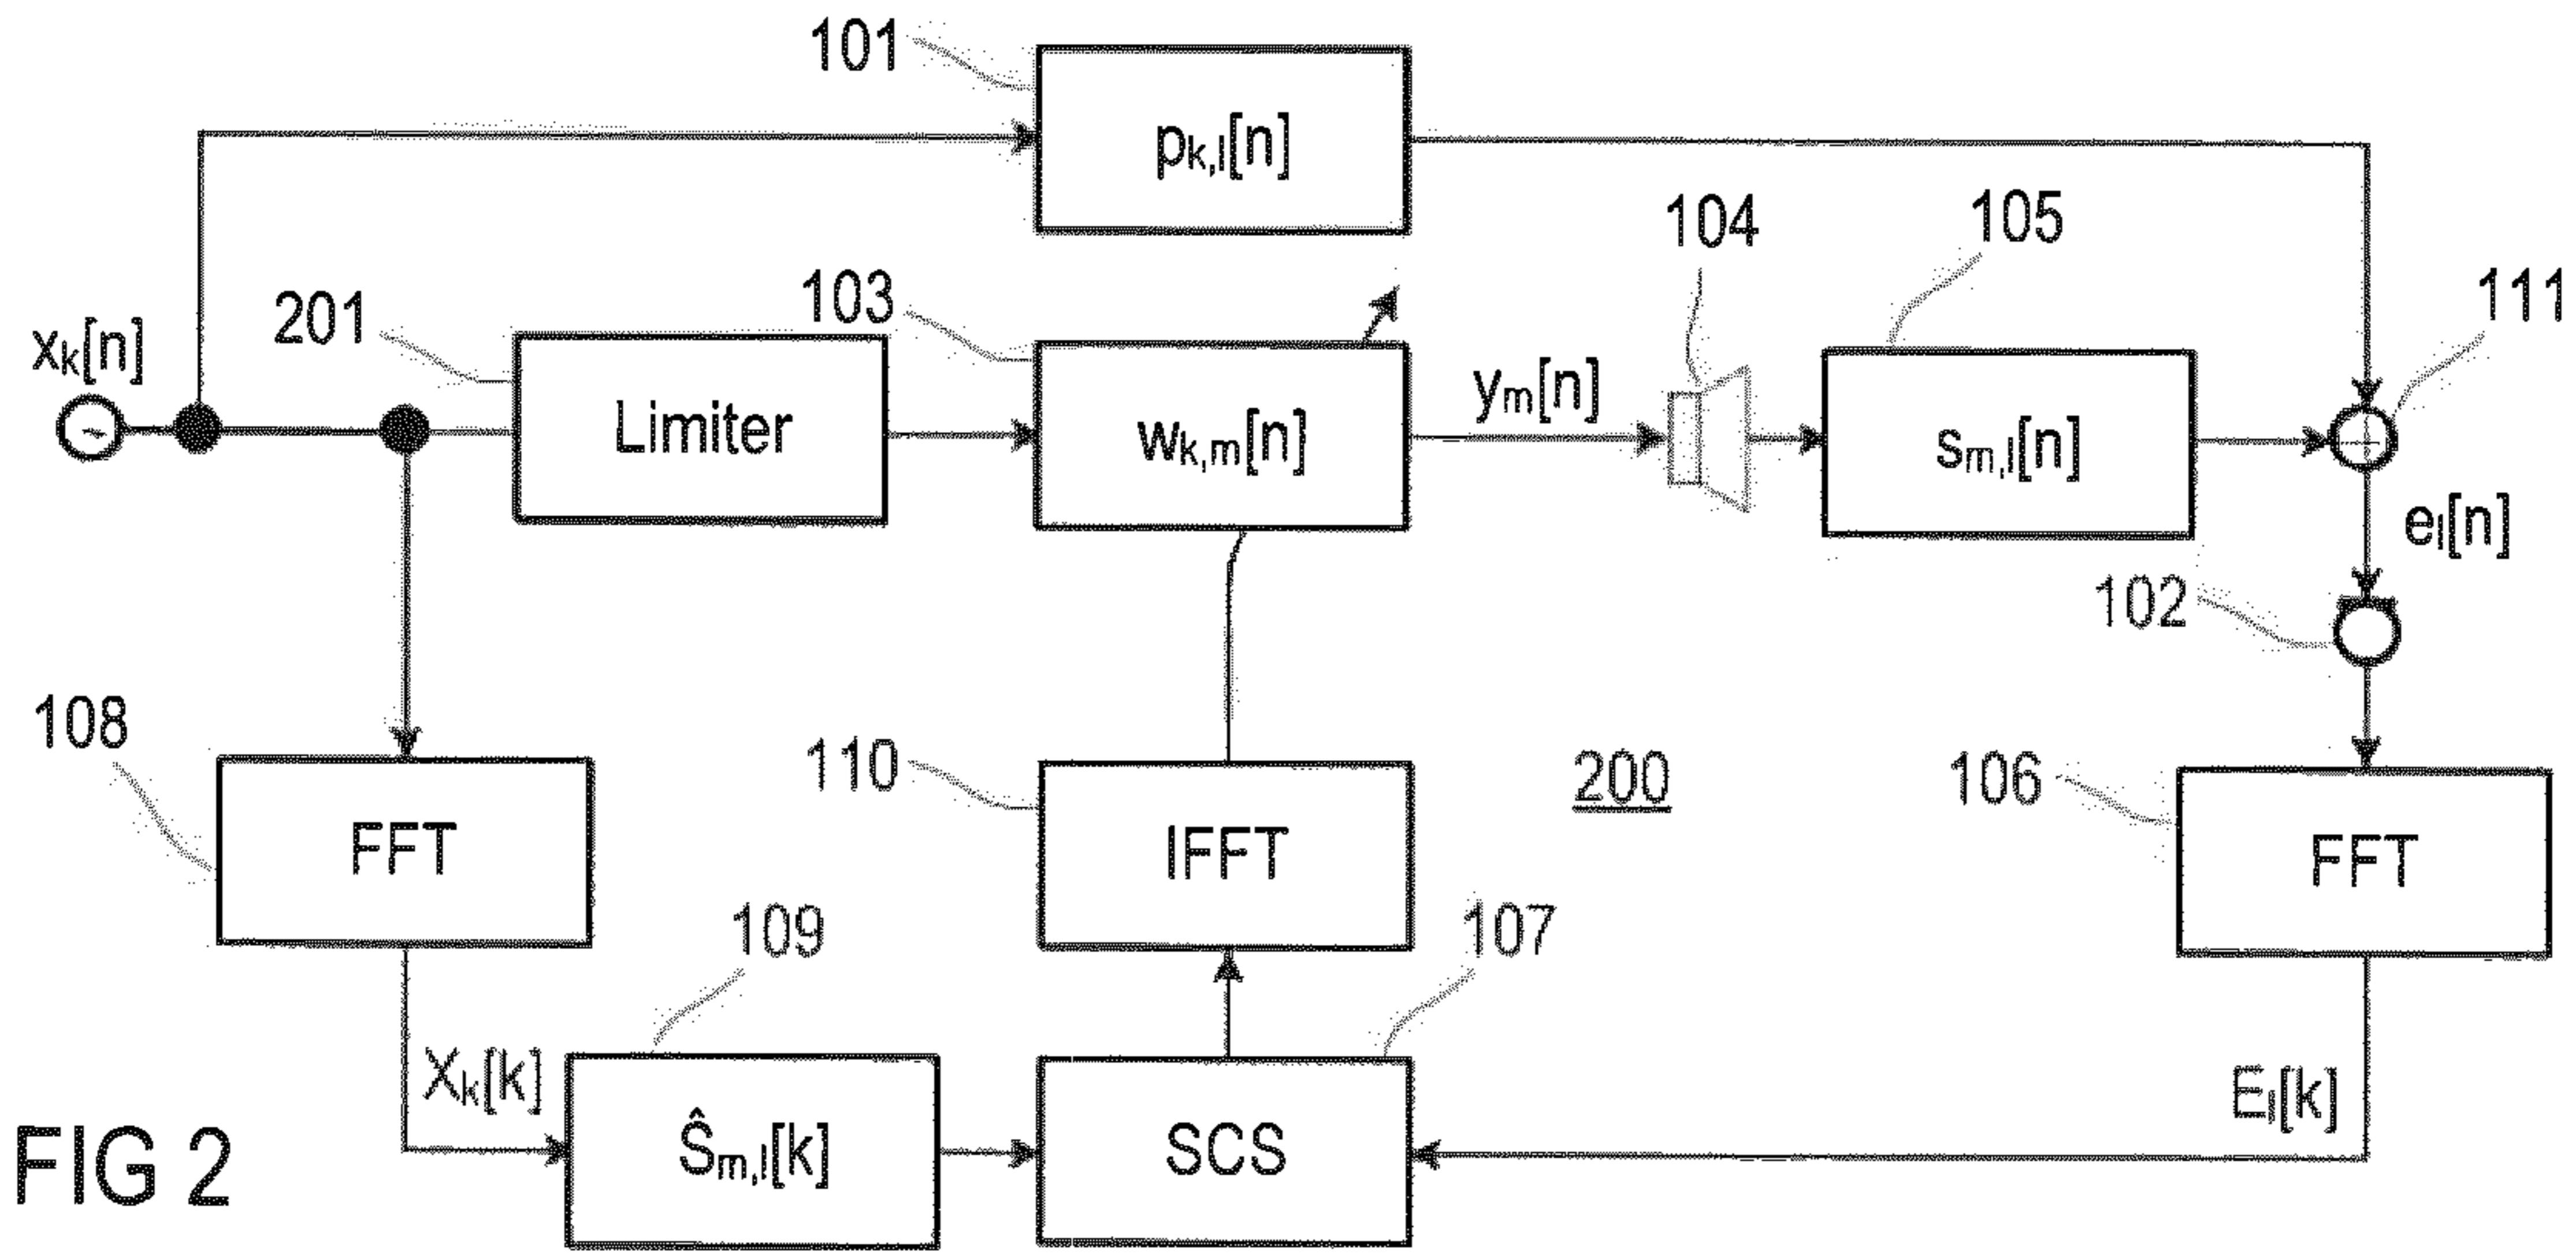 101
pk,l[n]
104
105
201
103
111
xk[n]
Limiter
wk,m[n]
ym[n]
sm,l[n]
el[n]
102
108
110
200
106
FFT
IFFT
FFT
109
107
Xk[k]
El[k]
Ŝm,l[k]
SCS
FIG 2